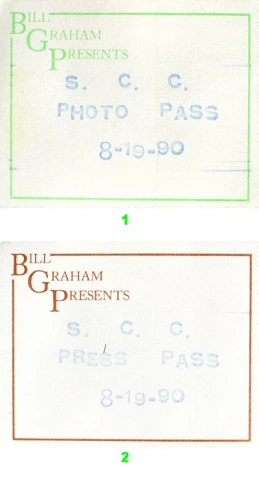 BILL
GRAHAM
PRESENTS
S. C. C.
PHOTO PASS
8-19-90
1
BILL
GRAHAM
PRESENTS
S. C. C.
PRESS PASS
8-19-90
2